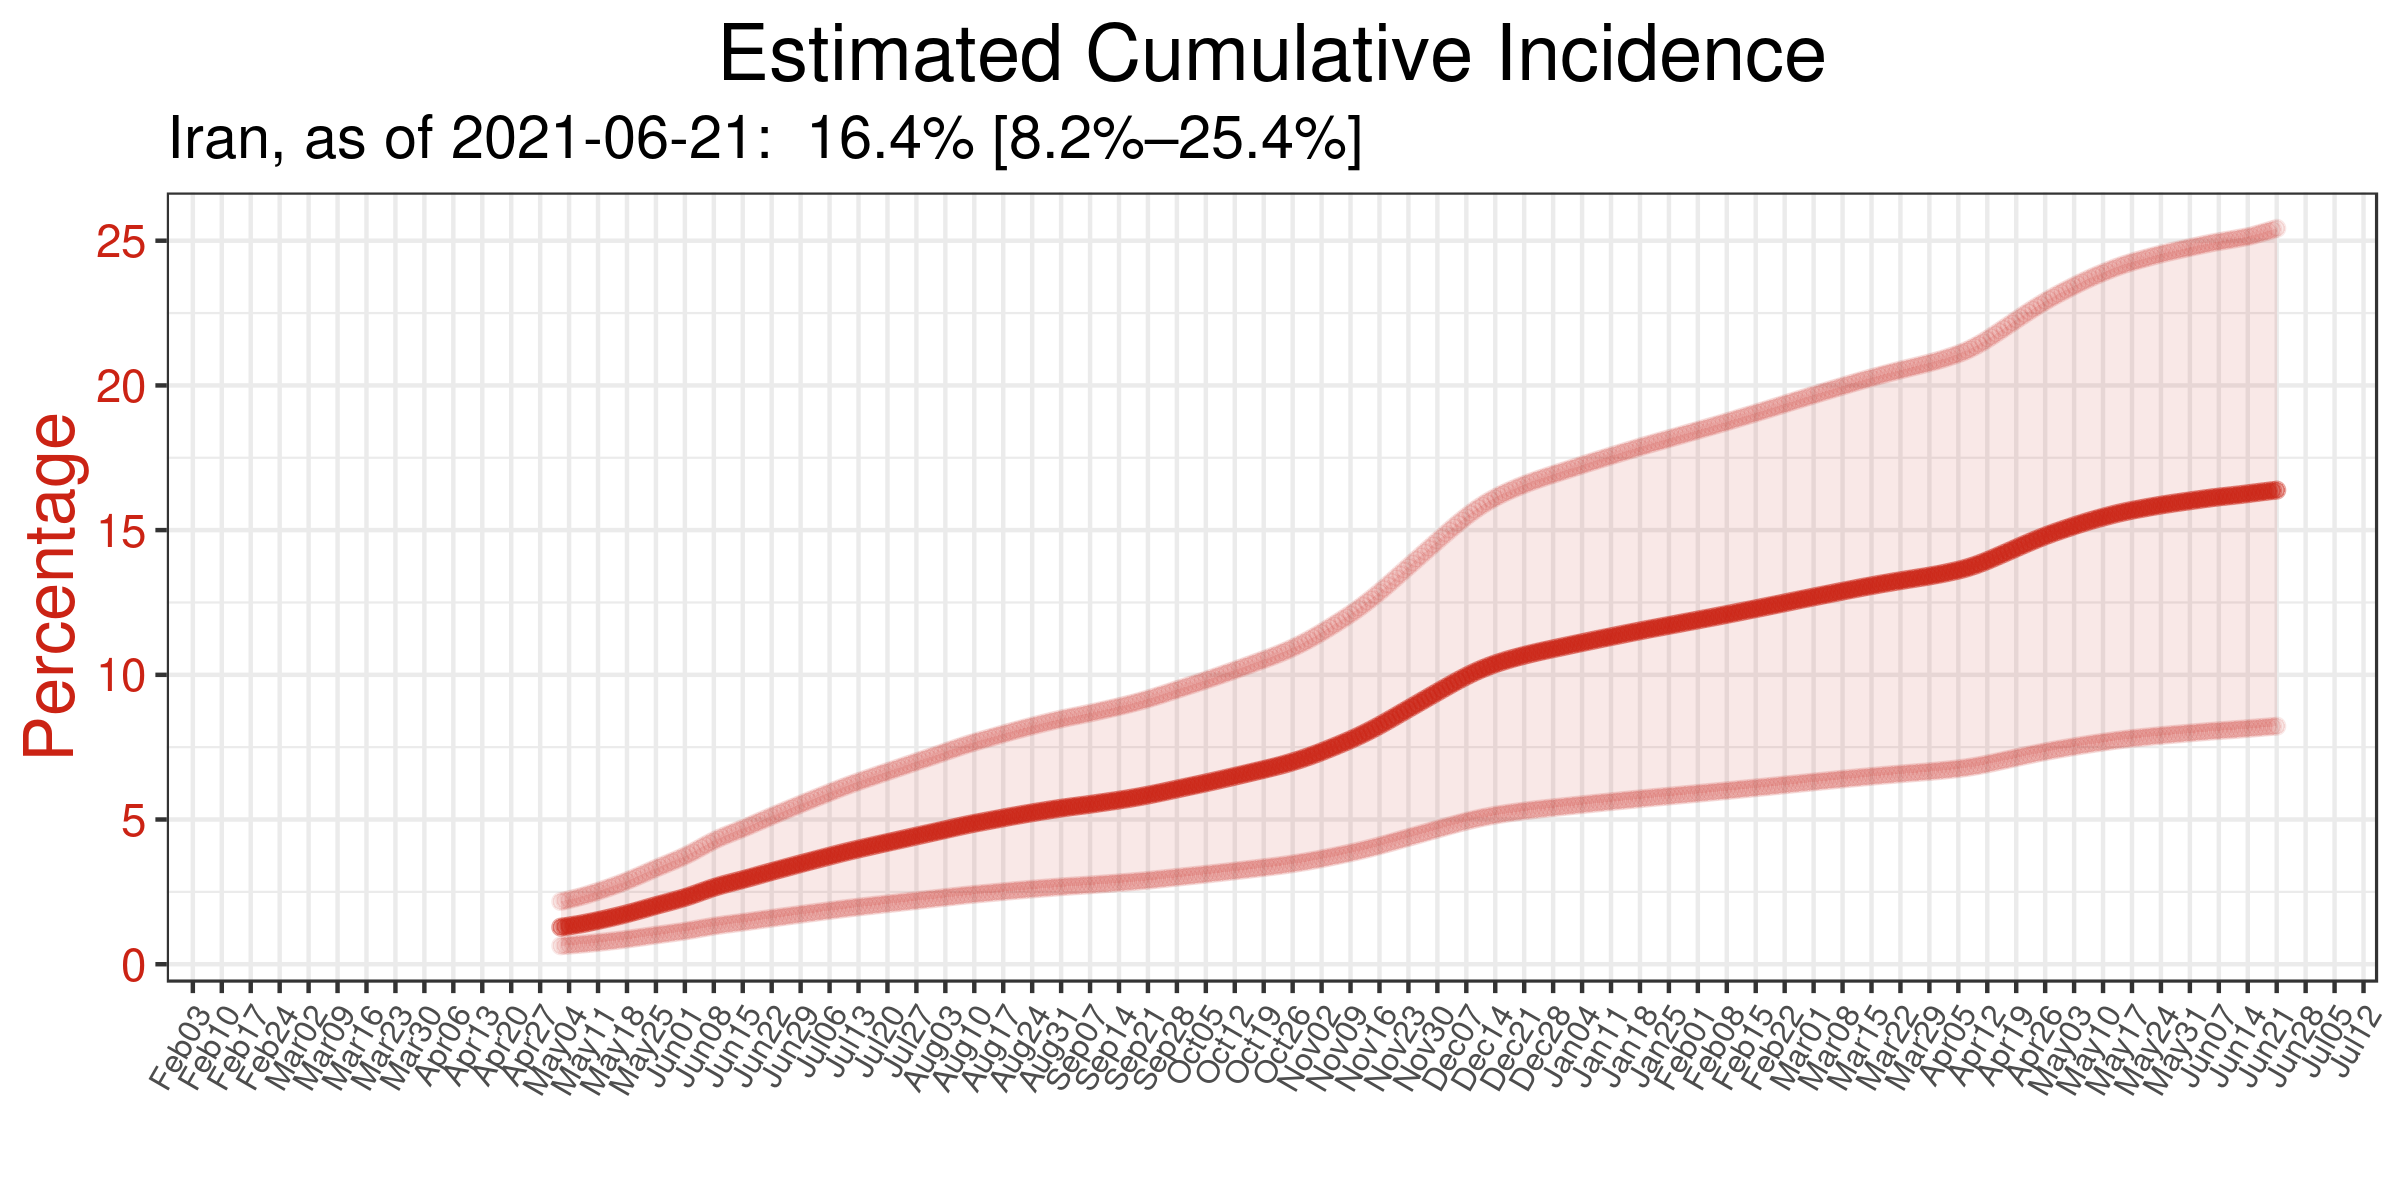 Estimated Cumulative Incidence
Iran, as of 2021-06-21:  16.4% [8.2%–25.4%]
Percentage
25
20
15
10
5
0
Feb03
Feb10
Feb17
Feb24
Mar02
Mar09
Mar16
Mar23
Mar30
Apr06
Apr13
Apr20
Apr27
May04
May11
May18
May25
Jun01
Jun08
Jun15
Jun22
Jun29
Jul06
Jul13
Jul20
Jul27
Aug03
Aug10
Aug17
Aug24
Aug31
Sep07
Sep14
Sep21
Sep28
Oct05
Oct12
Oct19
Oct26
Nov02
Nov09
Nov16
Nov23
Nov30
Dec07
Dec14
Dec21
Dec28
Dec04
Jan11
Jan18
Jan25
Feb01
Feb08
Feb15
Feb22
Mar01
Mar08
Mar15
Mar22
Mar29
Apr05
Apr12
Apr19
Apr26
May03
May10
May17
May24
May31
Jun07
Jun14
Jun21
Jun28
Jul05
Jul12